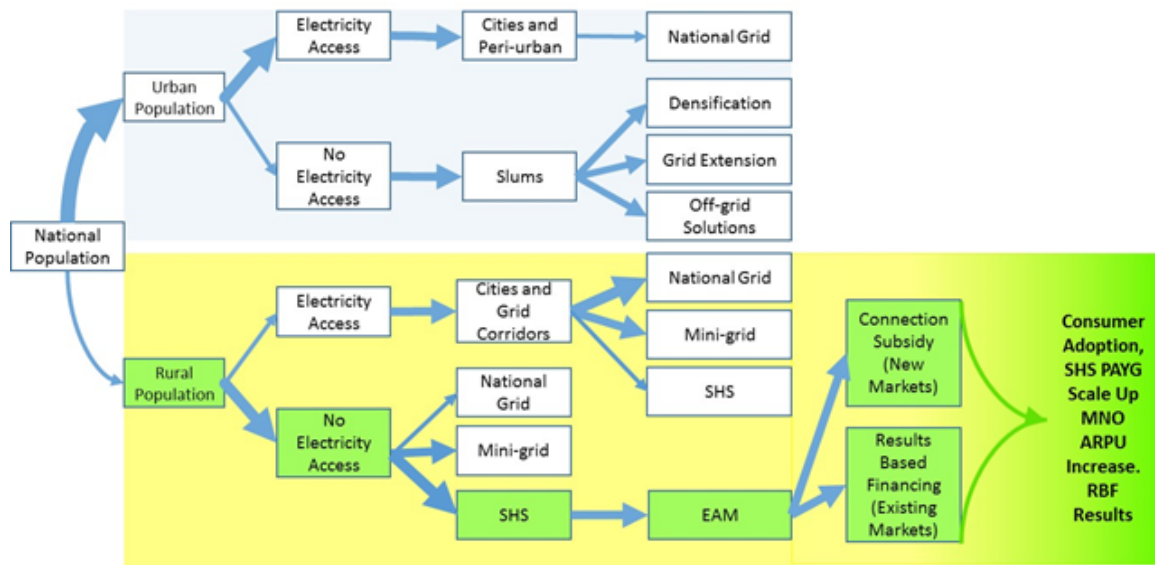 National
Population
Urban
Population
Electricity
Access
Cities and
Peri-urban
National Grid
No
Electricity
Access
Slums
Densification
Grid Extension
Off-grid
Solutions
Rural
Population
Electricity
Access
Cities and
Grid
Corridors
National Grid
Mini-grid
SHS
No
Electricity
Access
National
Grid
Mini-grid
SHS
EAM
Connection
Subsidy
(New
Markets)
Results
Based
Financing
(Existing
Markets)
Consumer
Adoption,
SHS PAYG
Scale Up
MNO
ARPU
Increase.
RBF
Results